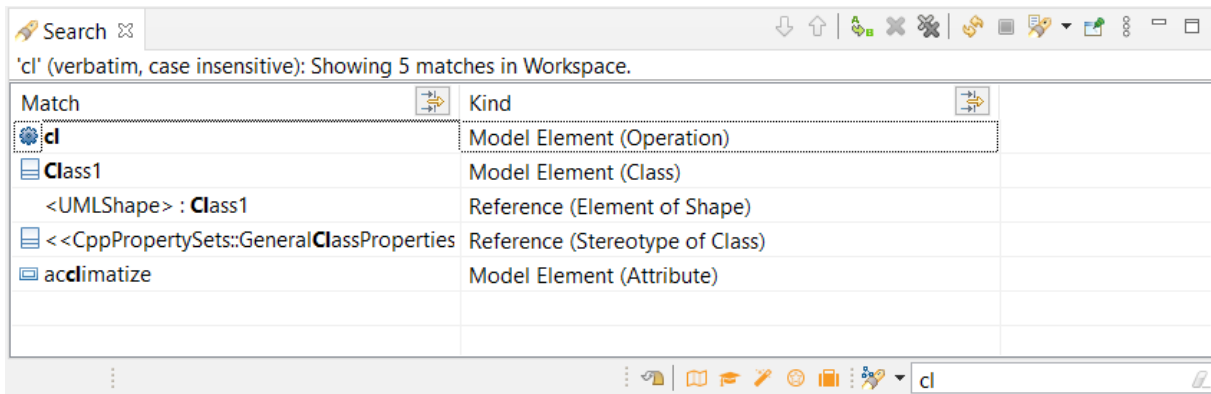 Search
'cl' (verbatim, case insensitive): Showing 5 matches in Workspace.
Match Kind
cl Model Element (Operation)
Class1 Model Element (Class)
<UMLShape> : Class1 Reference (Element of Shape)
<<CppPropertySets::GeneralClassProperties Reference (Stereotype of Class)
acclimatize Model Element (Attribute)
cl